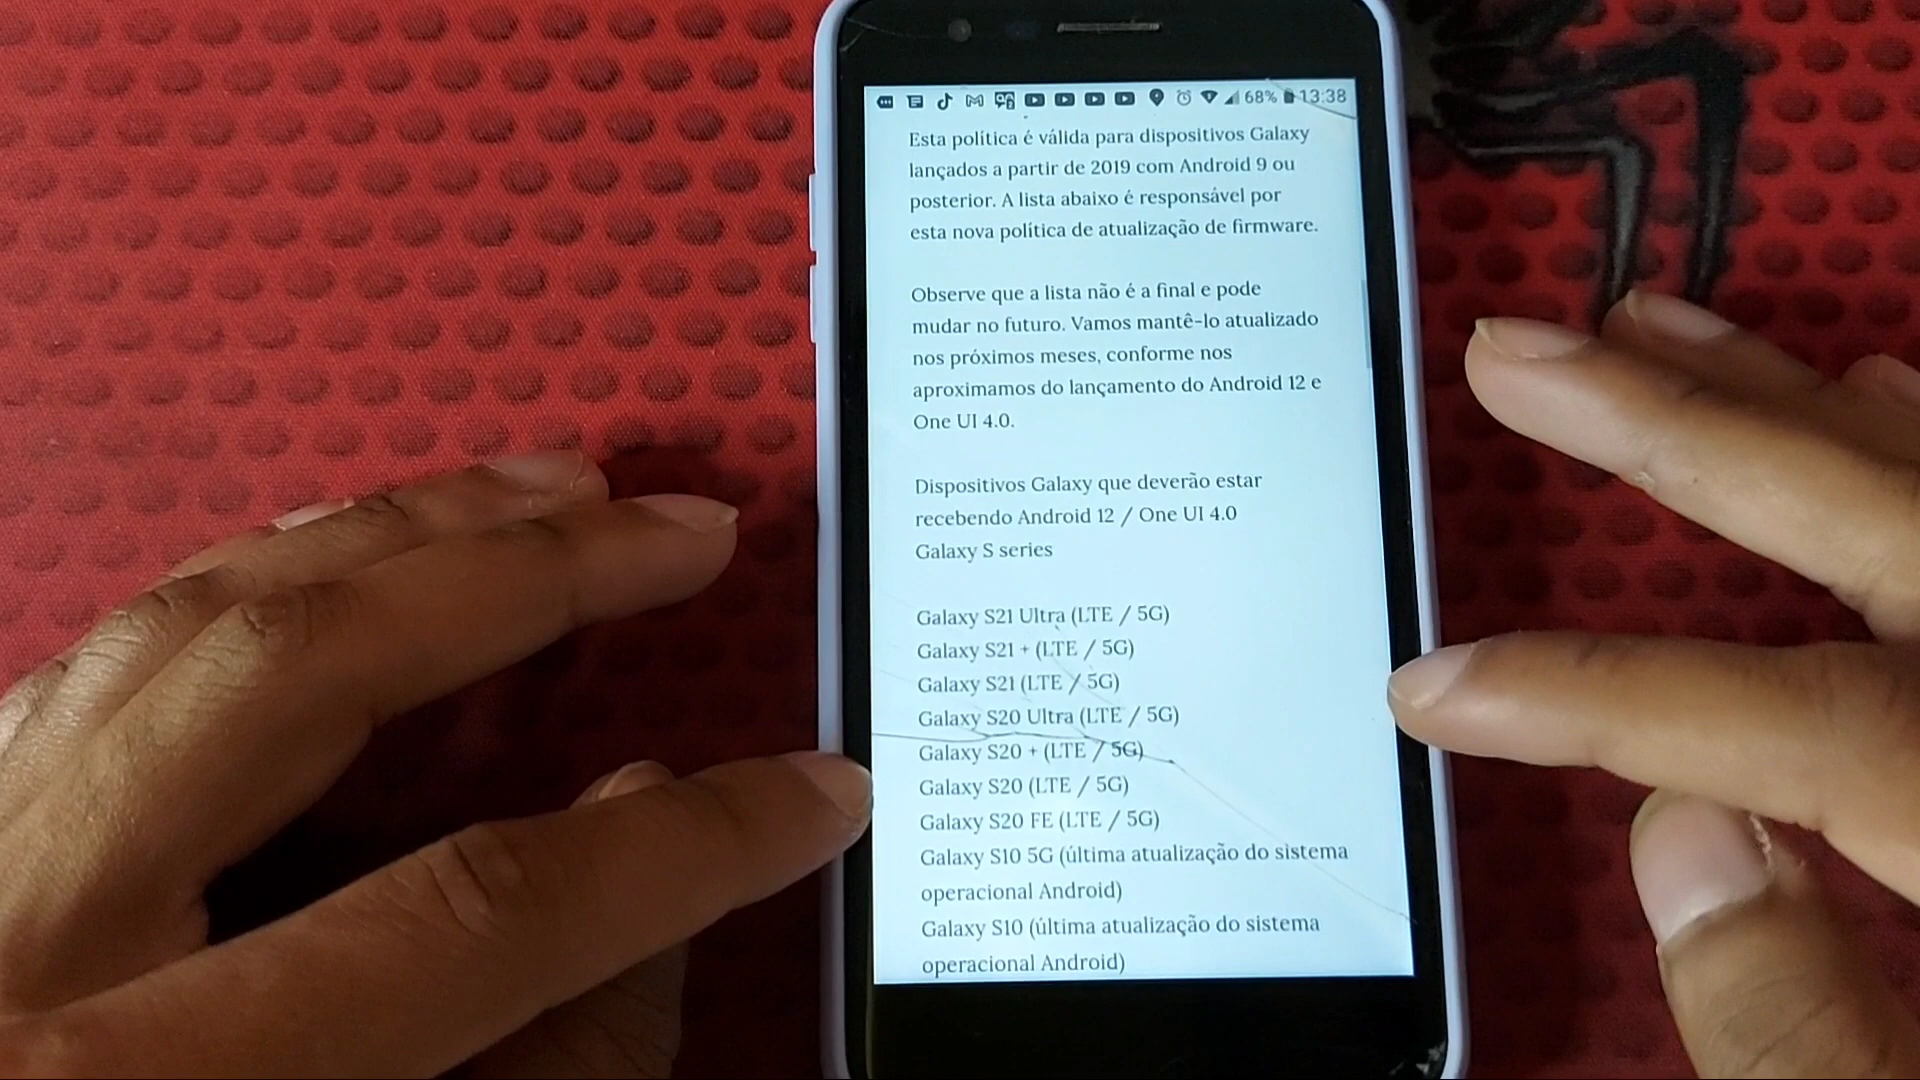 68% 13:38
Esta política é válida para dispositivos Galaxy
lançados a partir de 2019 com Android 9 ou
posterior. A lista abaixo é responsável por
esta nova política de atualização de firmware.
Observe que a lista não é a final e pode
mudar no futuro. Vamos mantê-lo atualizado
nos próximos meses, conforme nos
aproximamos do lançamento do Android 12 e
One UI 4.0.
Dispositivos Galaxy que deverão estar
recebendo Android 12 / One UI 4.0
Galaxy S series
Galaxy S21 Ultra (LTE / 5G)
Galaxy S21 + (LTE / 5G)
Galaxy S21 (LTE / 5G)
Galaxy S20 Ultra (LTE / 5G)
Galaxy S20 + (LTE / 5G)
Galaxy S20 (LTE / 5G)
Galaxy S20 FE (LTE / 5G)
Galaxy S10 5G (última atualização do sistema
operacional Android)
Galaxy S10 (última atualização do sistema
operacional Android)